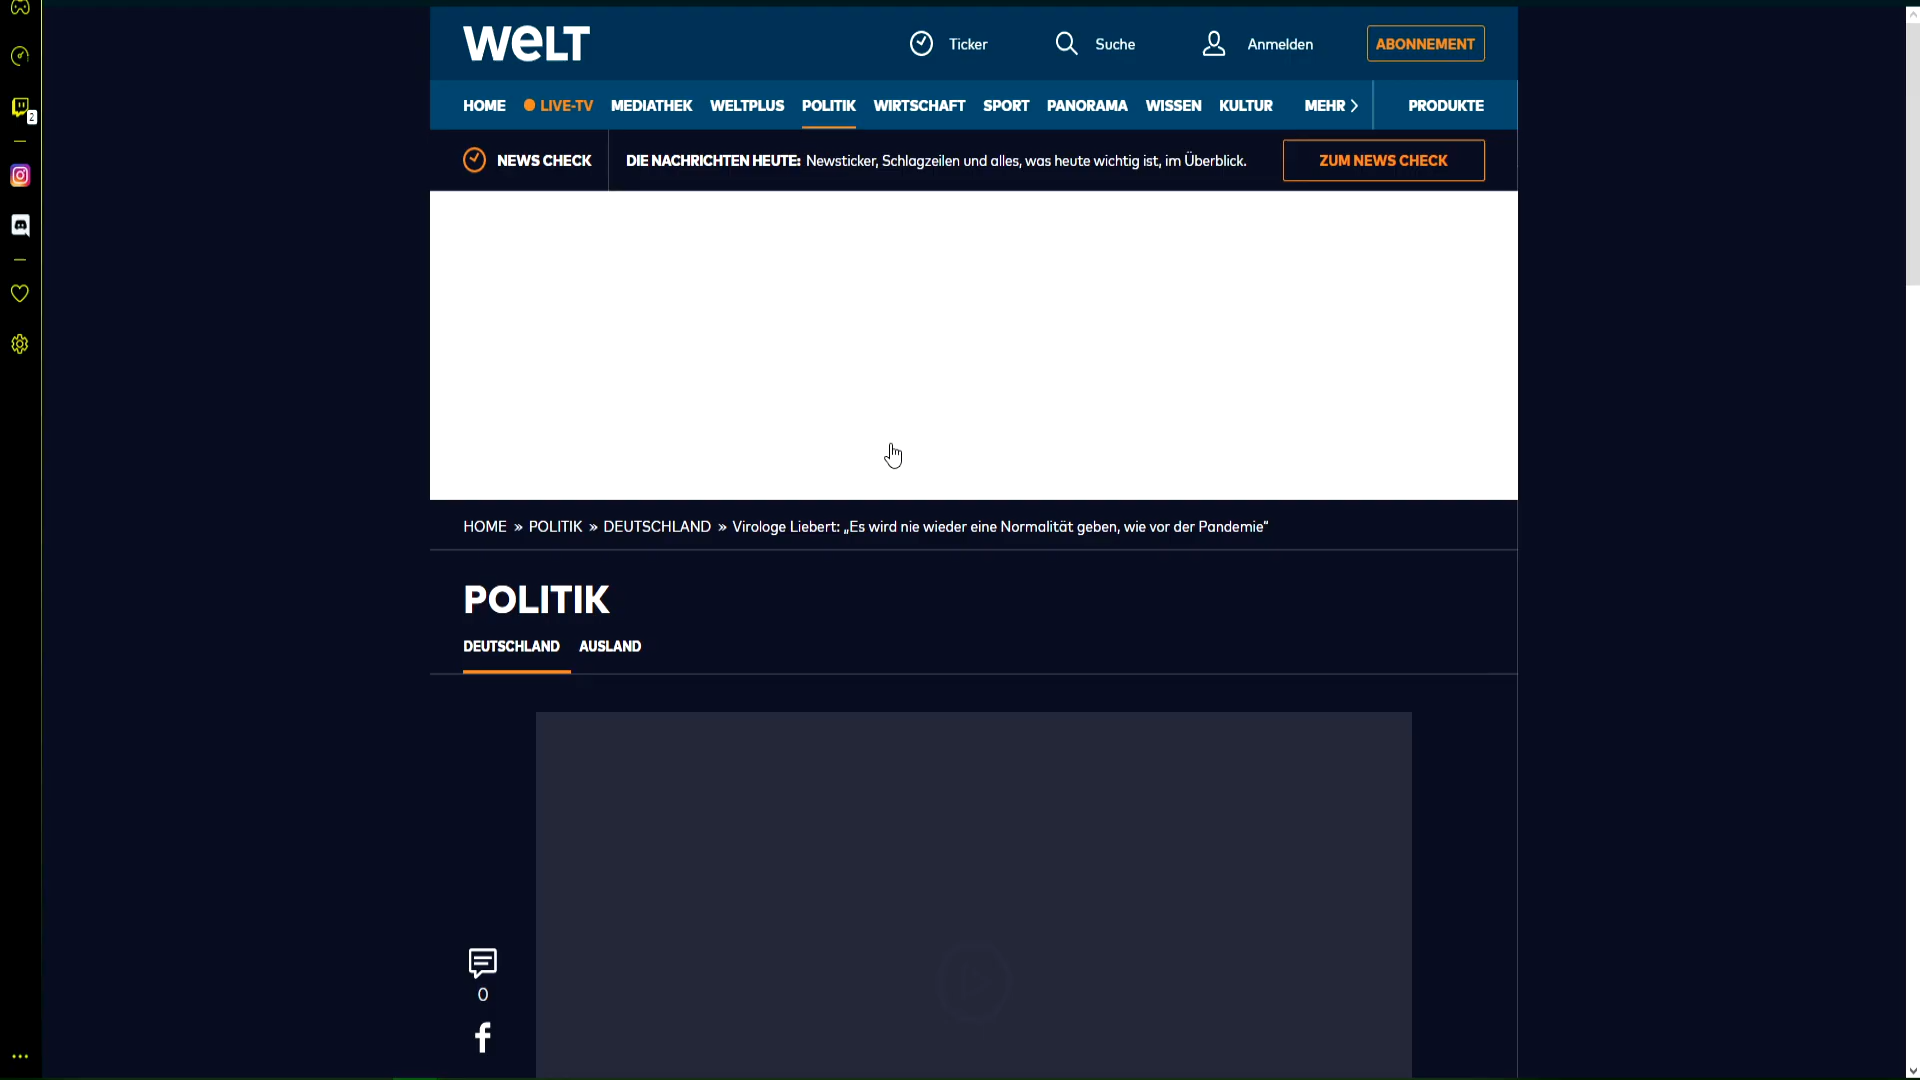 WELT
Ticker
Suche
Anmelden
ABONNEMENT
HOME LIVE-TV MEDIATHEK WELTPLUS POLITIK WIRTSCHAFT SPORT PANORAMA WISSEN KULTUR MEHR PRODUKTE
2
NEWS CHECK
DIE NACHRICHTEN HEUTE: Newsticker, Schlagzeilen und alles, was heute wichtig ist, im Überblick.
ZUM NEWS CHECK
HOME » POLITIK » DEUTSCHLAND » Virologe Liebert: „Es wird nie wieder eine Normalität geben, wie vor der Pandemie“
POLITIK
DEUTSCHLAND AUSLAND
0